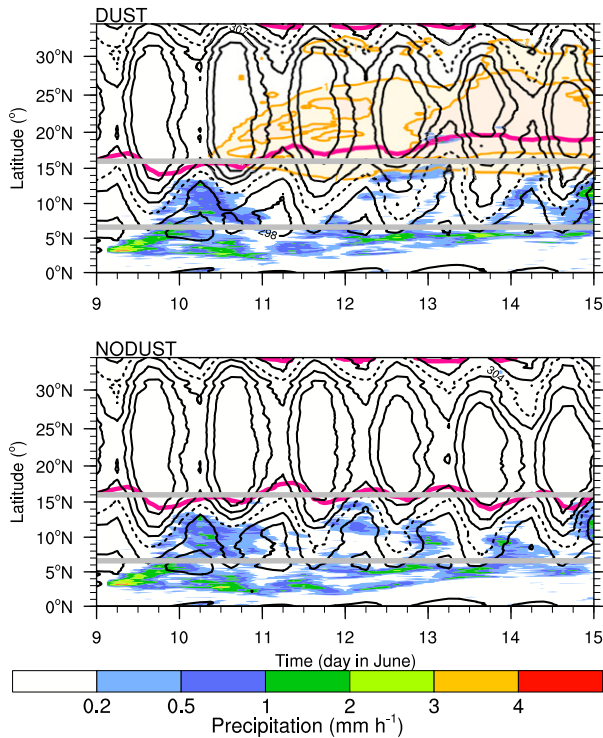 DUST
307
30°N
25°N
20°N
15°N
10°N
5°N
0°N
Latitude (°)
298
9 10 11 12 13 14 15
NODUST
304
30°N
25°N
20°N
15°N
10°N
5°N
0°N
Latitude (°)
9 10 11 12 13 14 15
Time (day in June)
0.2 0.5 1 2 3 4
Precipitation (mm h⁻¹)